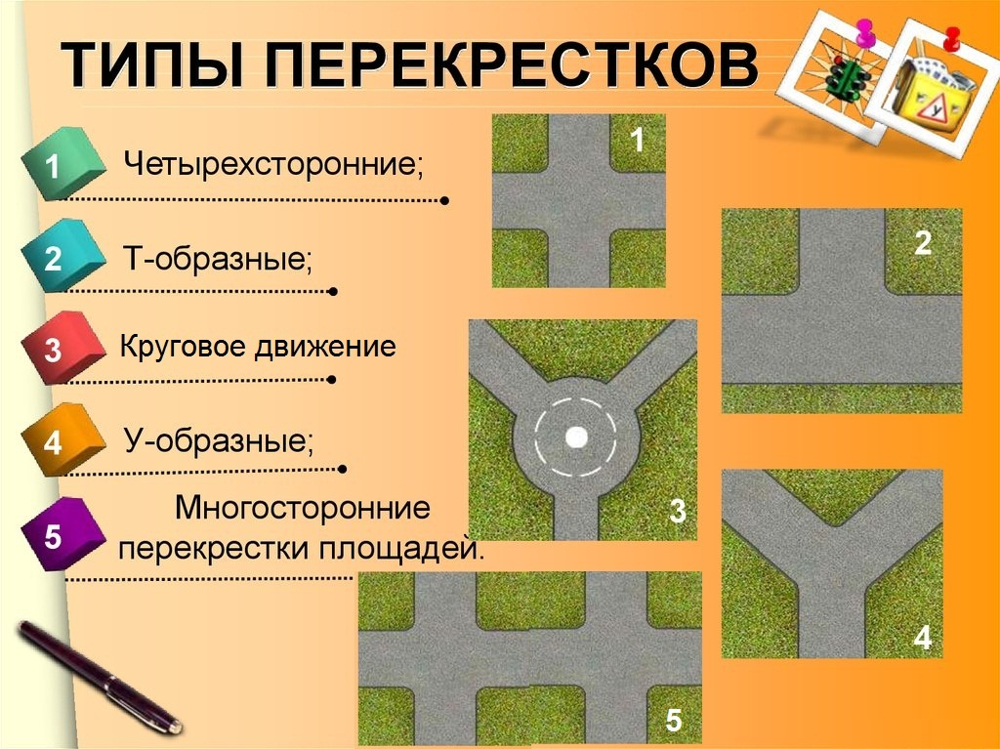 ТИПЫ ПЕРЕКРЕСТКОВ
1 Четырехсторонние;
2 Т-образные;
3 Круговое движение
4 У-образные;
5 Многосторонние
перекрестки площадей.
1
2
3
4
5
У